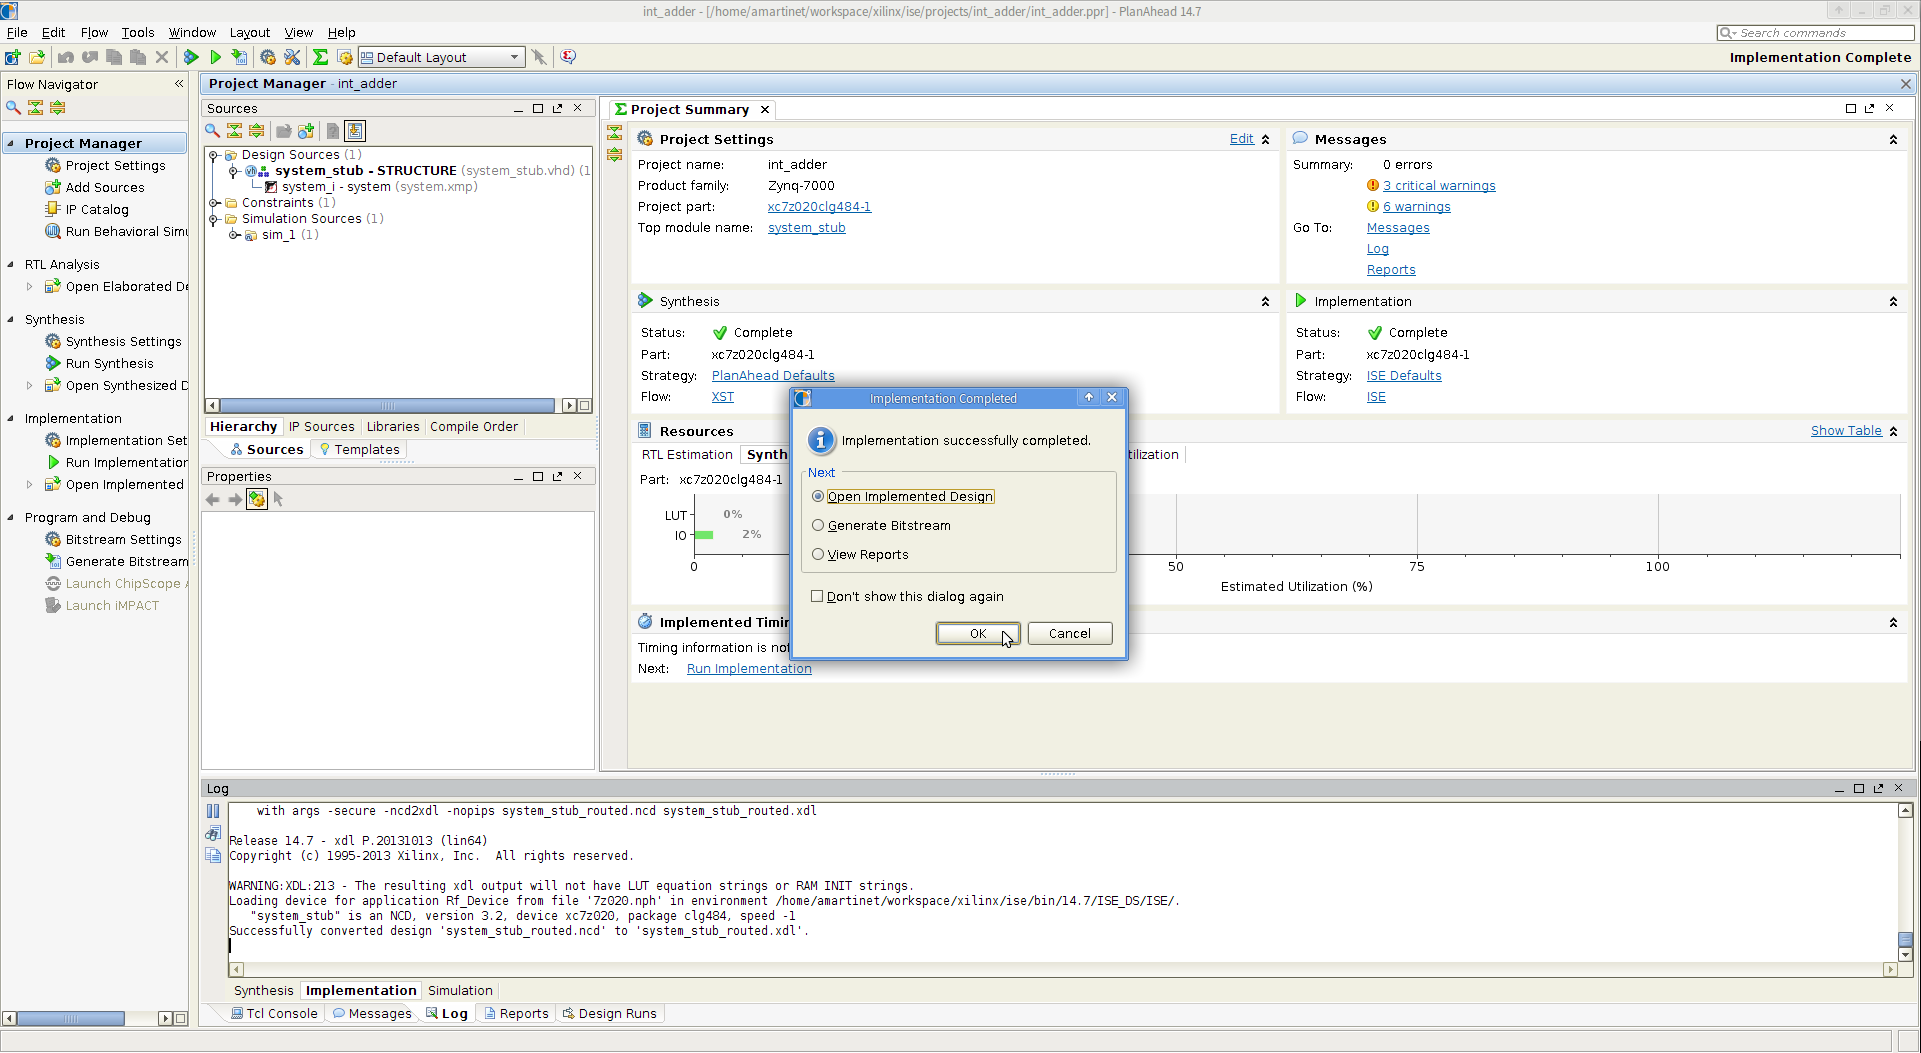 int_adder - [/home/amartinet/workspace/xilinx/ise/projects/int_adder/int_adder.ppr] - PlanAhead 14.7
File Edit Flow Tools Window Layout View Help
Search commands
Default Layout
Implementation Complete
Flow Navigator
Project Manager
Project Settings
Add Sources
IP Catalog
Run Behavioral Simu
RTL Analysis
Open Elaborated De
Synthesis
Synthesis Settings
Run Synthesis
Open Synthesized D
Implementation
Implementation Set
Run Implementation
Open Implemented
Program and Debug
Bitstream Settings
Generate Bitstream
Launch ChipScope A
Launch iMPACT
Project Manager - int_adder
Sources
Design Sources (1)
system_stub - STRUCTURE (system_stub.vhd) (1
system_i - system (system.xmp)
Constraints (1)
Simulation Sources (1)
sim_1 (1)
Hierarchy IP Sources Libraries Compile Order
Sources Templates
Properties
Project Summary
Project Settings Edit
Project name: int_adder
Product family: Zynq-7000
Project part: xc7z020clg484-1
Top module name: system_stub
Messages
Summary: 0 errors
3 critical warnings
6 warnings
Go To: Messages
Log
Reports
Synthesis
Status: Complete
Part: xc7z020clg484-1
Strategy: PlanAhead Defaults
Flow: XST
Implementation
Status: Complete
Part: xc7z020clg484-1
Strategy: ISE Defaults
Flow: ISE
Resources Show Table
RTL Estimation Synth tilization
Part: xc7z020clg484-1
LUT 0%
IO 2%
0 50 75 100
Estimated Utilization (%)
Implemented Timin
Timing information is not
Next: Run Implementation
Implementation Completed
Implementation successfully completed.
Next
Open Implemented Design
Generate Bitstream
View Reports
Don't show this dialog again
OK Cancel
Log
with args -secure -ncd2xdl -nopips system_stub_routed.ncd system_stub_routed.xdl
Release 14.7 - xdl P.20131013 (lin64)
Copyright (c) 1995-2013 Xilinx, Inc.  All rights reserved.
WARNING:XDL:213 - The resulting xdl output will not have LUT equation strings or RAM INIT strings.
Loading device for application Rf_Device from file '7z020.nph' in environment /home/amartinet/workspace/xilinx/ise/bin/14.7/ISE_DS/ISE/.
"system_stub" is an NCD, version 3.2, device xc7z020, package clg484, speed -1
Successfully converted design 'system_stub_routed.ncd' to 'system_stub_routed.xdl'.
Synthesis Implementation Simulation
Tcl Console Messages Log Reports Design Runs